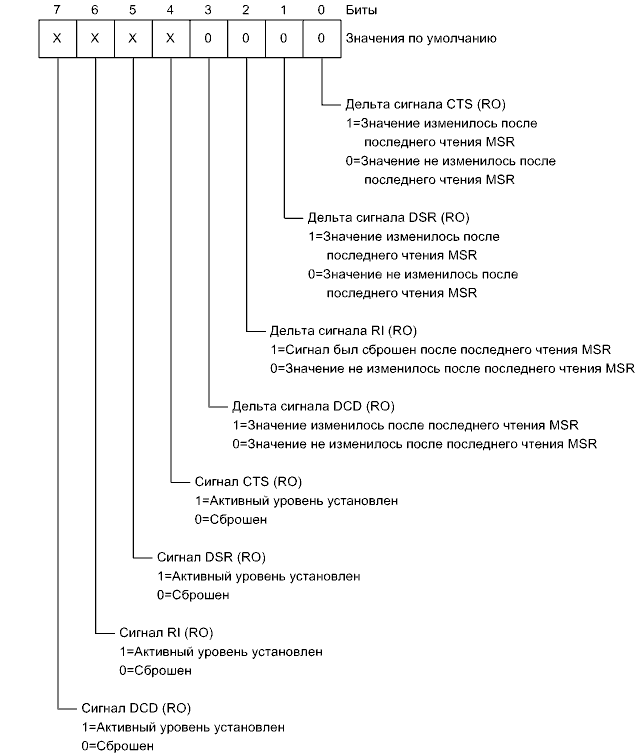 7 6 5 4 3 2 1 0 Биты
X X X X 0 0 0 0 Значения по умолчанию
Дельта сигнала CTS (RO)
1=Значение изменилось после
последнего чтения MSR
0=Значение не изменилось после
последнего чтения MSR
Дельта сигнала DSR (RO)
1=Значение изменилось после
последнего чтения MSR
0=Значение не изменилось после
последнего чтения MSR
Дельта сигнала RI (RO)
1=Сигнал был сброшен после последнего чтения MSR
0=Значение не изменилось после последнего чтения MSR
Дельта сигнала DCD (RO)
1=Значение изменилось после последнего чтения MSR
0=Значение не изменилось после последнего чтения MSR
Сигнал CTS (RO)
1=Активный уровень установлен
0=Сброшен
Сигнал DSR (RO)
1=Активный уровень установлен
0=Сброшен
Сигнал RI (RO)
1=Активный уровень установлен
0=Сброшен
Сигнал DCD (RO)
1=Активный уровень установлен
0=Сброшен